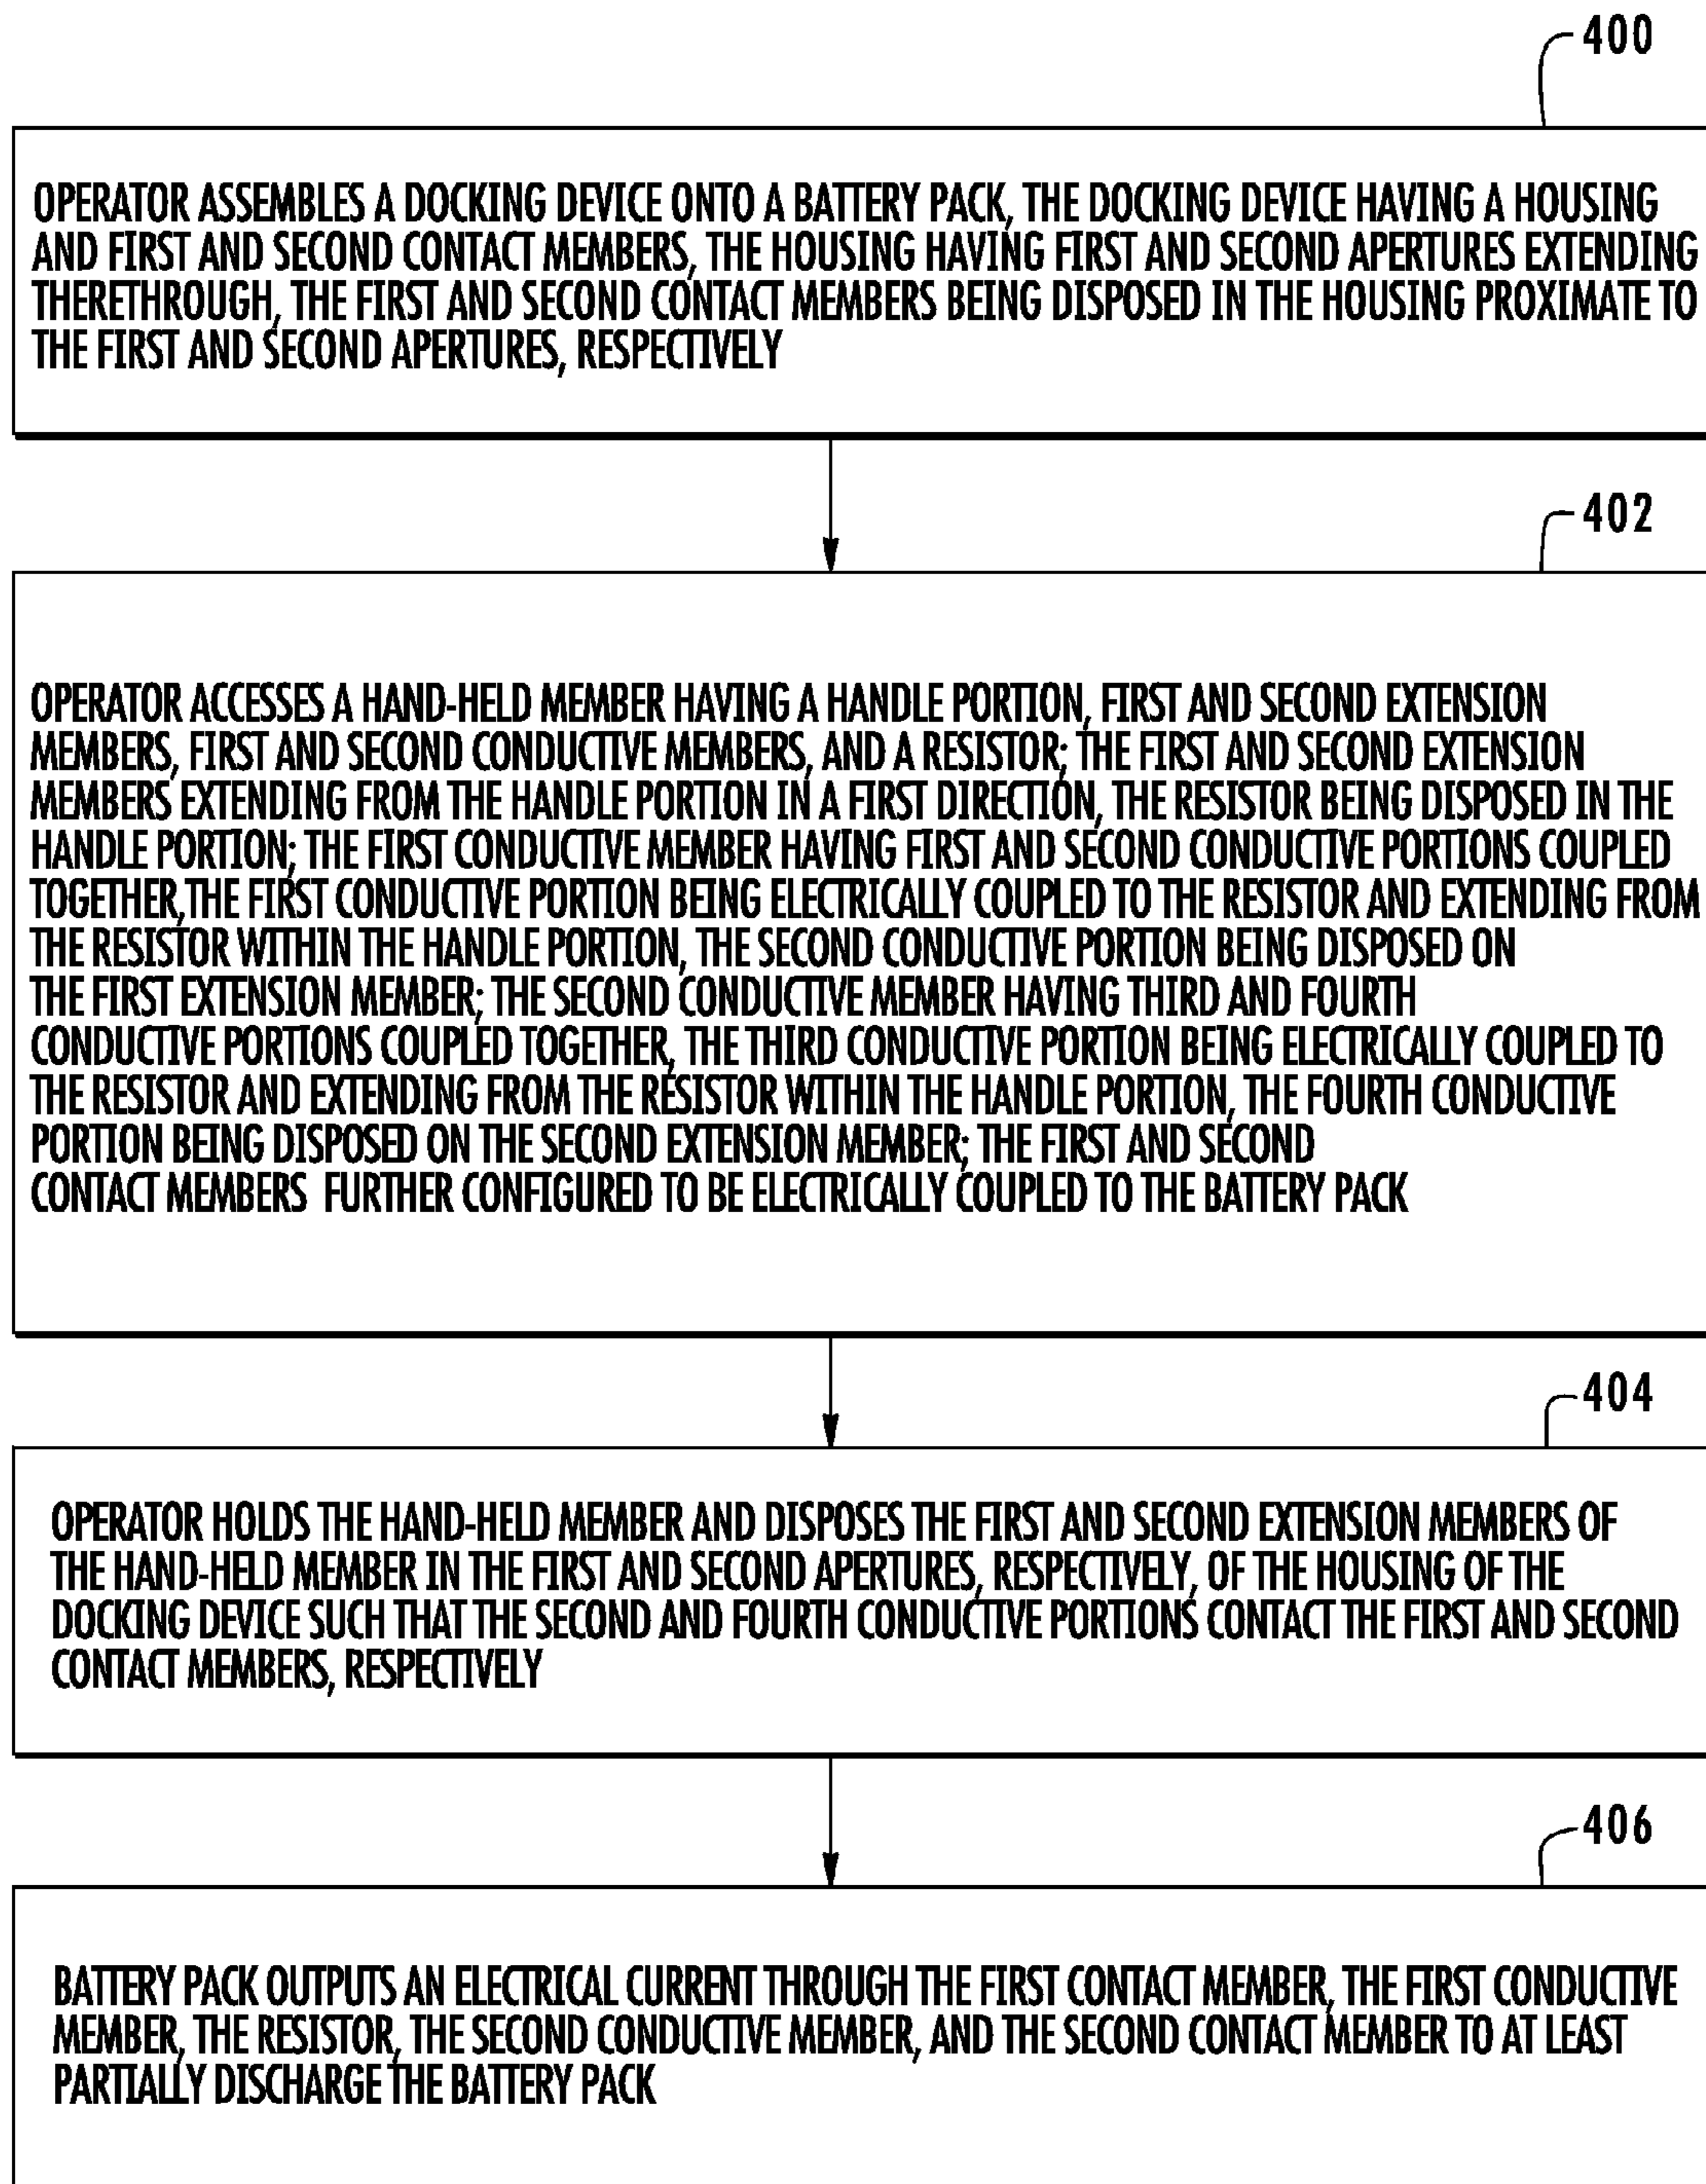 400
OPERATOR ASSEMBLES A DOCKING DEVICE ONTO A BATTERY PACK, THE DOCKING DEVICE HAVING A HOUSING
AND FIRST AND SECOND CONTACT MEMBERS, THE HOUSING HAVING FIRST AND SECOND APERTURES EXTENDING
THERETHROUGH, THE FIRST AND SECOND CONTACT MEMBERS BEING DISPOSED IN THE HOUSING PROXIMATE TO
THE FIRST AND SECOND APERTURES, RESPECTIVELY
402
OPERATOR ACCESSES A HAND-HELD MEMBER HAVING A HANDLE PORTION, FIRST AND SECOND EXTENSION
MEMBERS, FIRST AND SECOND CONDUCTIVE MEMBERS, AND A RESISTOR; THE FIRST AND SECOND EXTENSION
MEMBERS EXTENDING FROM THE HANDLE PORTION IN A FIRST DIRECTION, THE RESISTOR BEING DISPOSED IN THE
HANDLE PORTION; THE FIRST CONDUCTIVE MEMBER HAVING FIRST AND SECOND CONDUCTIVE PORTIONS COUPLED
TOGETHER,THE FIRST CONDUCTIVE PORTION BEING ELECTRICALLY COUPLED TO THE RESISTOR AND EXTENDING FROM
THE RESISTOR WITHIN THE HANDLE PORTION, THE SECOND CONDUCTIVE PORTION BEING DISPOSED ON
THE FIRST EXTENSION MEMBER; THE SECOND CONDUCTIVE MEMBER HAVING THIRD AND FOURTH
CONDUCTIVE PORTIONS COUPLED TOGETHER, THE THIRD CONDUCTIVE PORTION BEING ELECTRICALLY COUPLED TO
THE RESISTOR AND EXTENDING FROM THE RESISTOR WITHIN THE HANDLE PORTION, THE FOURTH CONDUCTIVE
PORTION BEING DISPOSED ON THE SECOND EXTENSION MEMBER; THE FIRST AND SECOND
CONTACT MEMBERS FURTHER CONFIGURED TO BE ELECTRICALLY COUPLED TO THE BATTERY PACK
404
OPERATOR HOLDS THE HAND-HELD MEMBER AND DISPOSES THE FIRST AND SECOND EXTENSION MEMBERS OF
THE HAND-HELD MEMBER IN THE FIRST AND SECOND APERTURES, RESPECTIVELY, OF THE HOUSING OF THE
DOCKING DEVICE SUCH THAT THE SECOND AND FOURTH CONDUCTIVE PORTIONS CONTACT THE FIRST AND SECOND
CONTACT MEMBERS, RESPECTIVELY
406
BATTERY PACK OUTPUTS AN ELECTRICAL CURRENT THROUGH THE FIRST CONTACT MEMBER, THE FIRST CONDUCTIVE
MEMBER, THE RESISTOR, THE SECOND CONDUCTIVE MEMBER, AND THE SECOND CONTACT MEMBER TO AT LEAST
PARTIALLY DISCHARGE THE BATTERY PACK